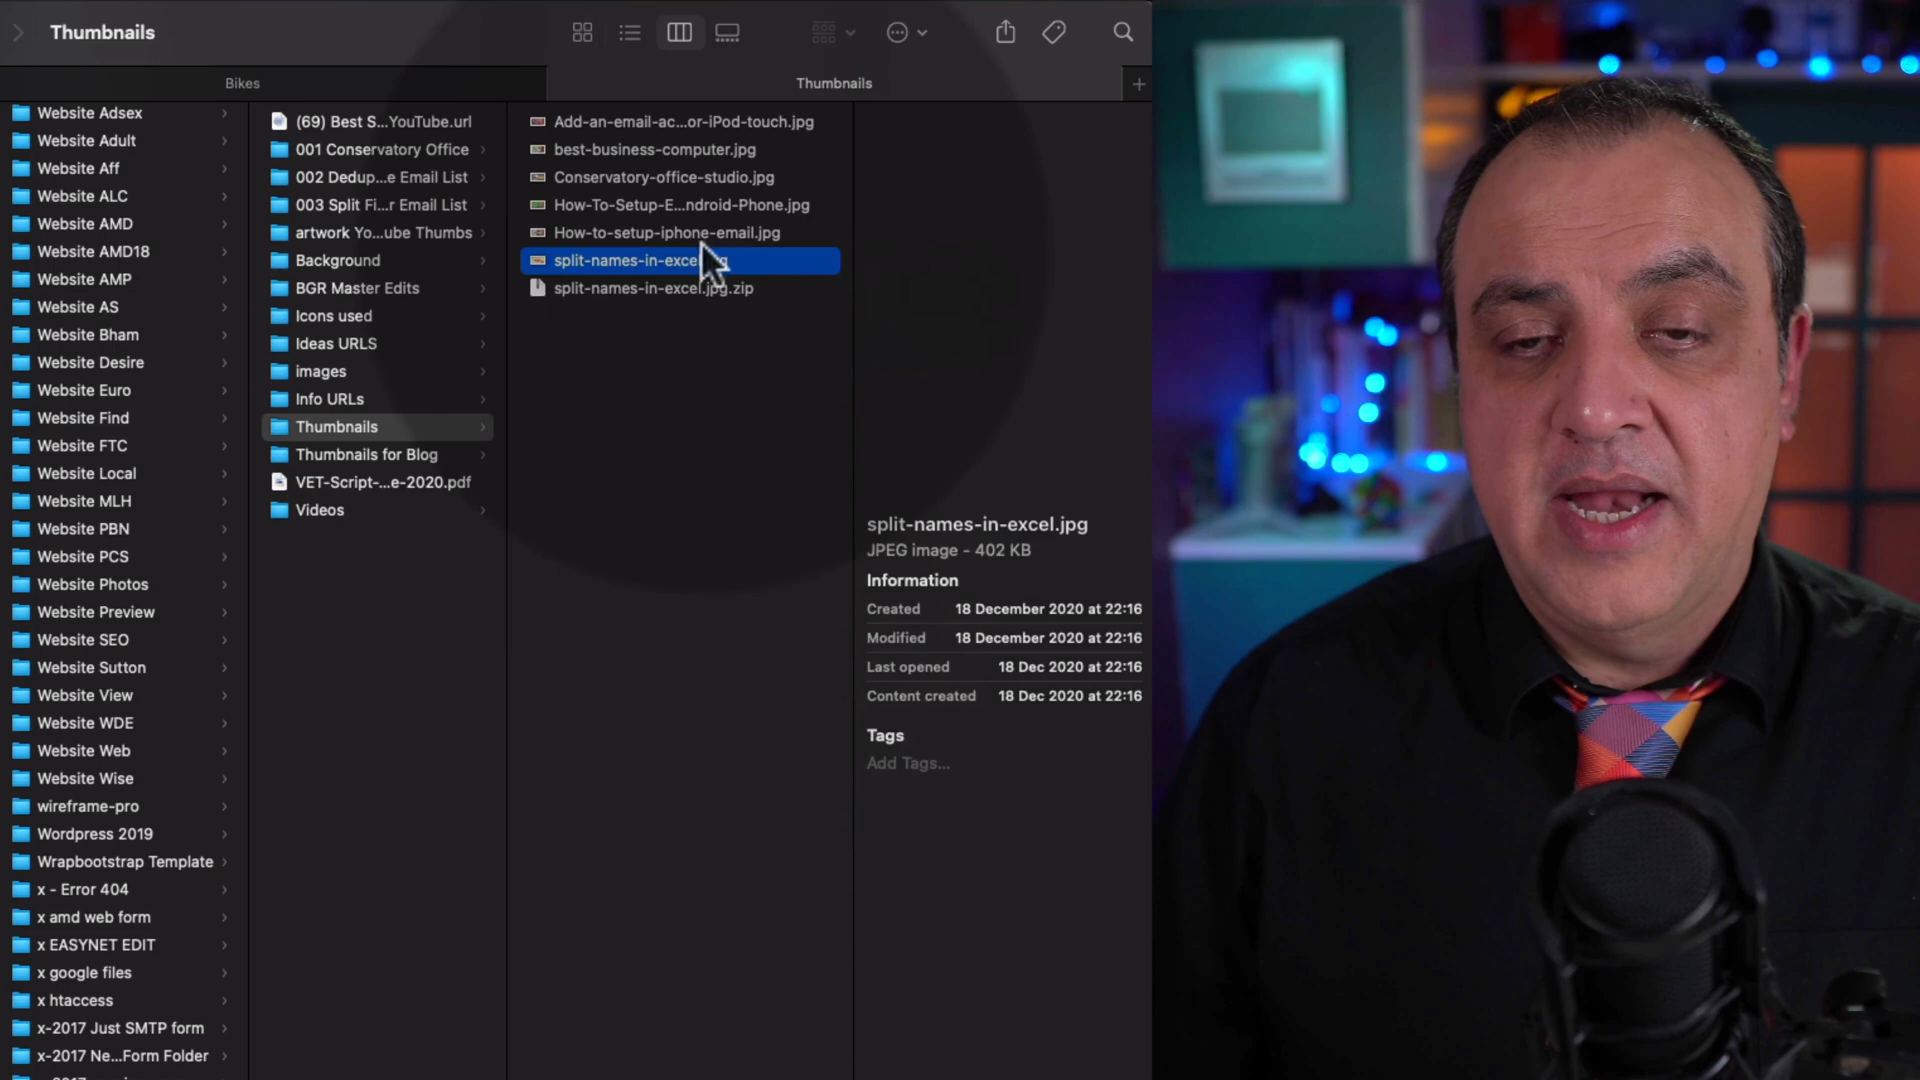 Thumbnails
Bikes
Thumbnails
Website Adsex
Website Adult
Website Aff
Website ALC
Website AMD
Website AMD18
Website AMP
Website AS
Website Bham
Website Desire
Website Euro
Website Find
Website FTC
Website Local
Website MLH
Website PBN
Website PCS
Website Photos
Website Preview
Website SEO
Website Sutton
Website View
Website WDE
Website Web
Website Wise
wireframe-pro
Wordpress 2019
Wrapbootstrap Template
x - Error 404
x amd web form
x EASYNET EDIT
x google files
x htaccess
x-2017 Just SMTP form
x-2017 Ne...Form Folder
(69) Best S...YouTube.url
001 Conservatory Office
002 Dedup...e Email List
003 Split Fi...r Email List
artwork Yo...ube Thumbs
Background
BGR Master Edits
Icons used
Ideas URLS
images
Info URLs
Thumbnails
Thumbnails for Blog
VET-Script-...e-2020.pdf
Videos
Add-an-email-ac...or-iPod-touch.jpg
best-business-computer.jpg
Conservatory-office-studio.jpg
How-To-Setup-E...ndroid-Phone.jpg
How-to-setup-iphone-email.jpg
split-names-in-exce
split-names-in-excel.jpg.zip
split-names-in-excel.jpg
JPEG image - 402 KB
Information
Created 18 December 2020 at 22:16
Modified 18 December 2020 at 22:16
Last opened 18 Dec 2020 at 22:16
Content created 18 Dec 2020 at 22:16
Tags
Add Tags...